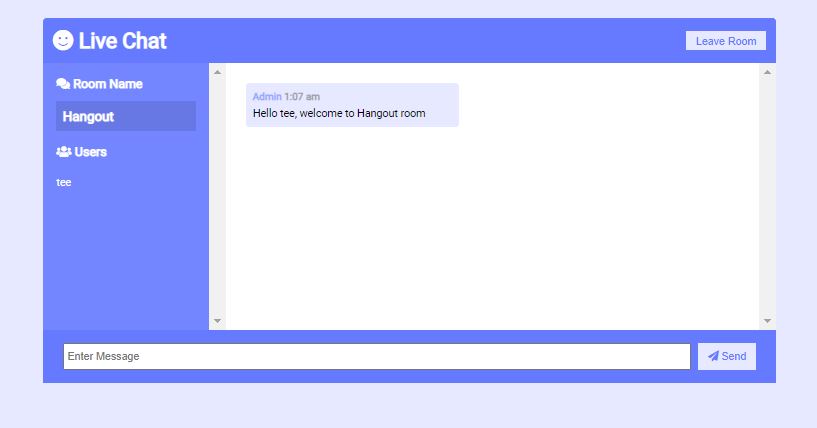 Live Chat
Leave Room
Room Name
Hangout
Users
tee
Admin 1:07 am
Hello tee, welcome to Hangout room
Enter Message
Send